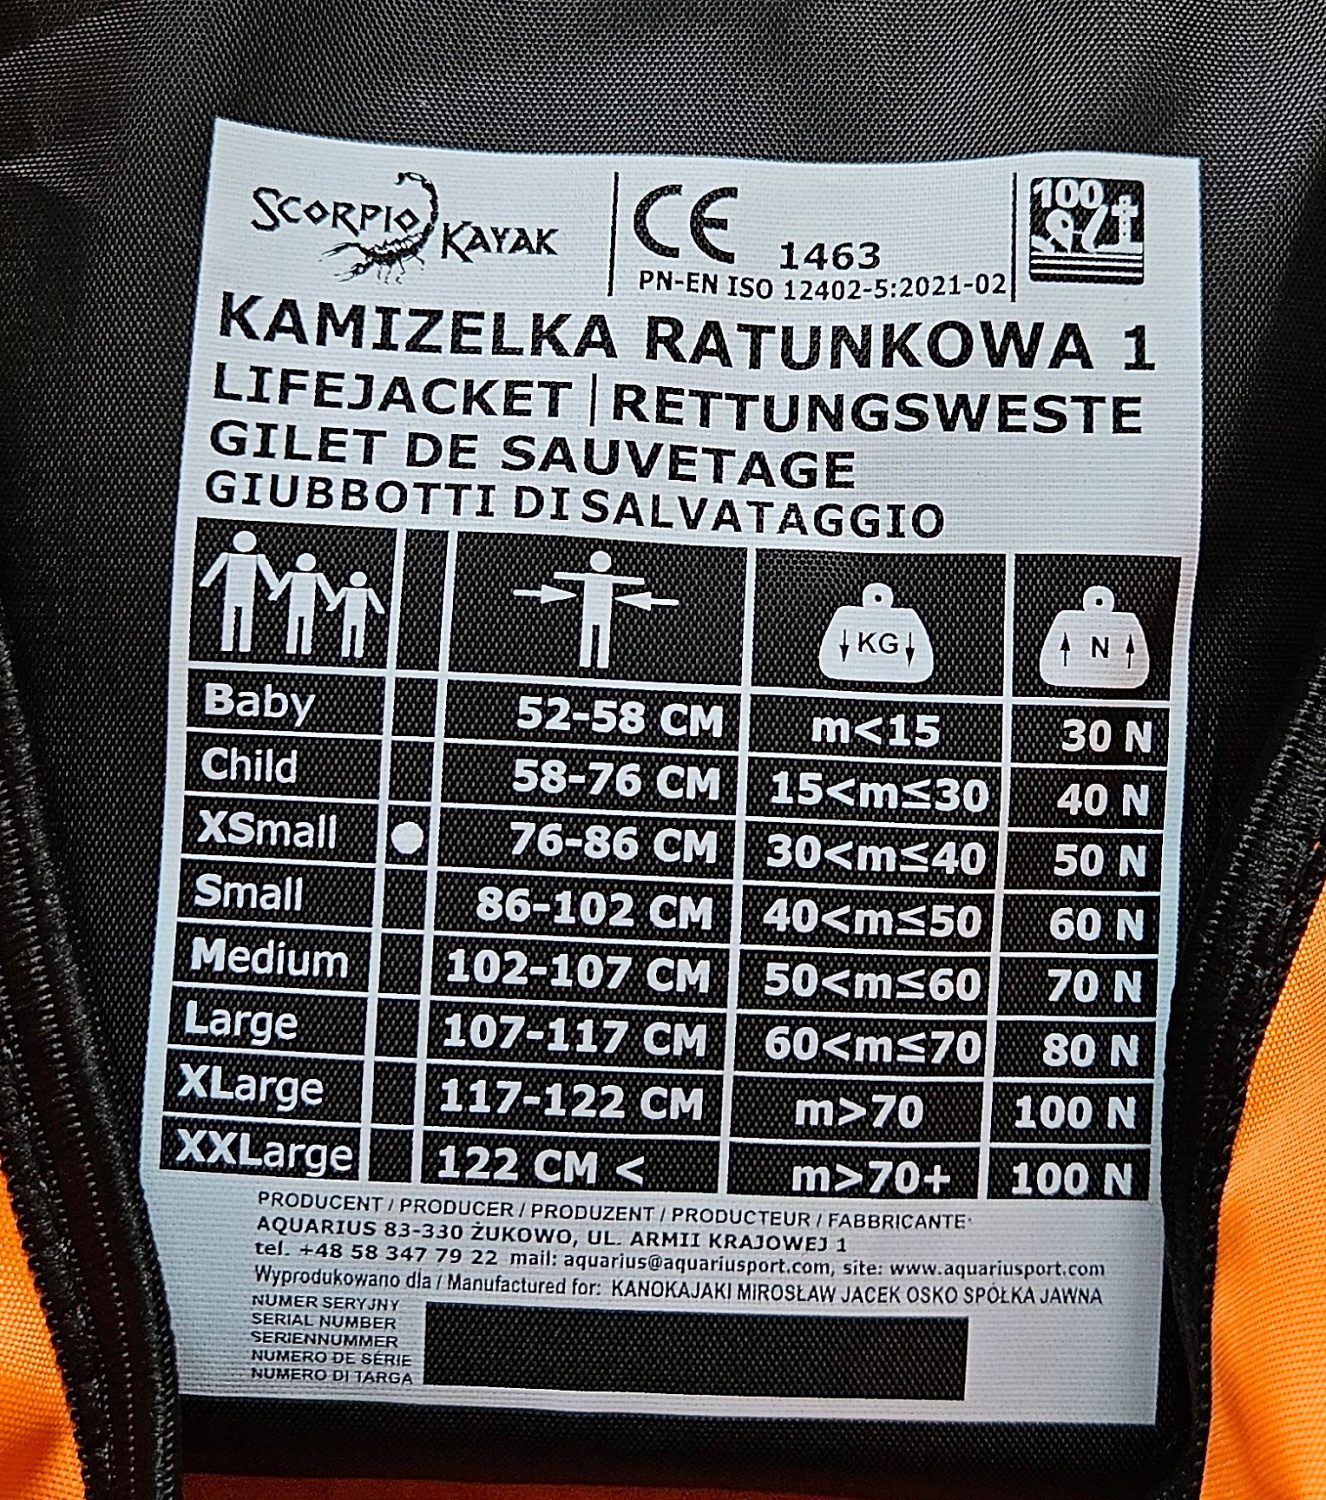 SCORPIO KAYAK
CE 1463
PN-EN ISO 12402-5:2021-02
100
KAMIZELKA RATUNKOWA 1
LIFEJACKET | RETTUNGSWESTE
GILET DE SAUVETAGE
GIUBBOTTI DI SALVATAGGIO
KG N
Baby 52-58 CM m<15 30 N
Child 58-76 CM 15<m≤30 40 N
XSmall ● 76-86 CM 30<m≤40 50 N
Small 86-102 CM 40<m≤50 60 N
Medium 102-107 CM 50<m≤60 70 N
Large 107-117 CM 60<m≤70 80 N
XLarge 117-122 CM m>70 100 N
XXLarge 122 CM < m>70+ 100 N
PRODUCENT / PRODUCER / PRODUZENT / PRODUCTEUR / FABBRICANTE:
AQUARIUS 83-330 ŻUKOWO, UL. ARMII KRAJOWEJ 1
tel. +48 58 347 79 22 mail: aquarius@aquariusport.com, site: www.aquariusport.com
Wyprodukowano dla / Manufactured for: KANOKAJAKI MIROSŁAW JACEK OSKO SPÓŁKA JAWNA
NUMER SERYJNY
SERIAL NUMBER
SERIENNUMMER
NUMERO DE SÉRIE
NUMERO DI TARGA